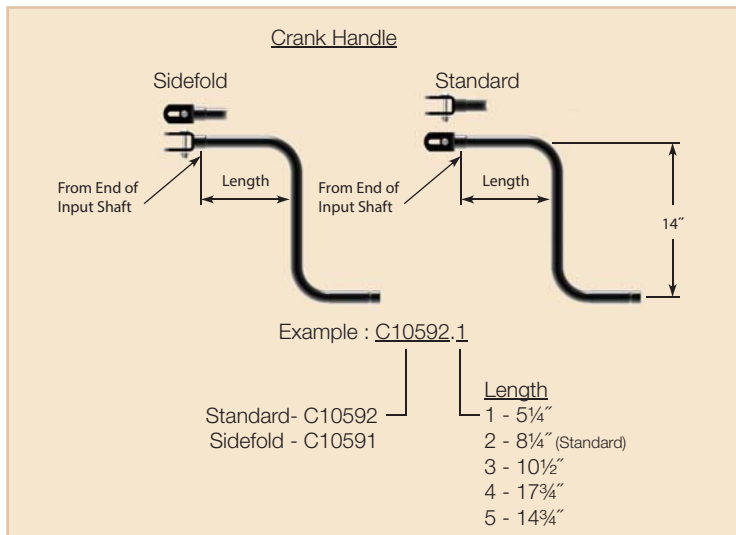 Crank Handle
Sidefold
Standard
From End of
Input Shaft
Length
From End of
Input Shaft
Length
14˝
Example : C10592.1
Standard- C10592
Sidefold - C10591
Length
1 - 5¼˝
2 - 8¼˝ (Standard)
3 - 10½˝
4 - 17¾˝
5 - 14¾˝